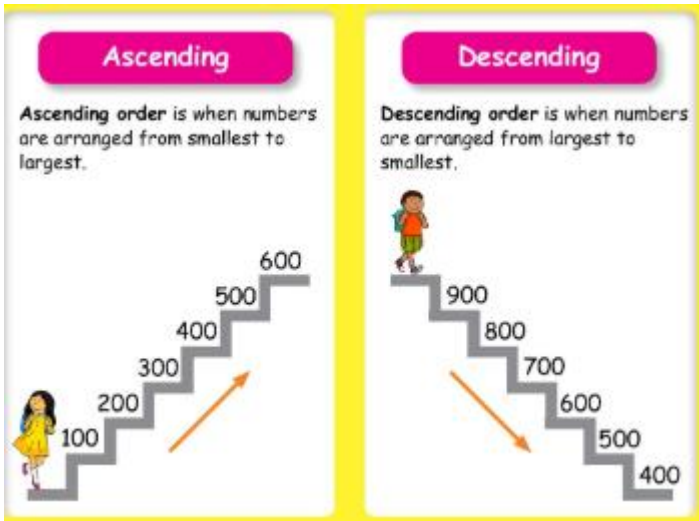 Ascending
Ascending order is when numbers
are arranged from smallest to
largest.
600
500
400
300
200
100
Descending
Descending order is when numbers
are arranged from largest to
smallest.
900
800
700
600
500
400